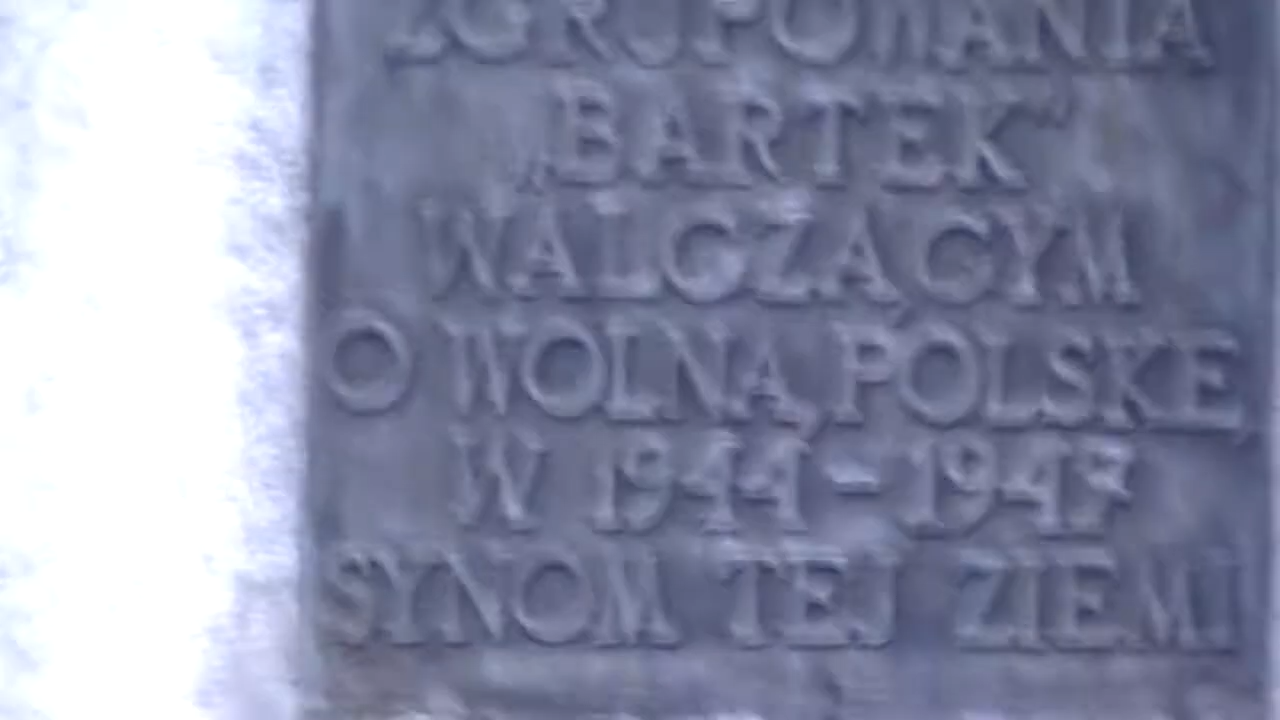 ZGRUPOWANIA
„BARTEK”
WALCZĄCYM
O WOLNĄ POLSKĘ
W 1944-1947
SYNOM TEJ ZIEMI